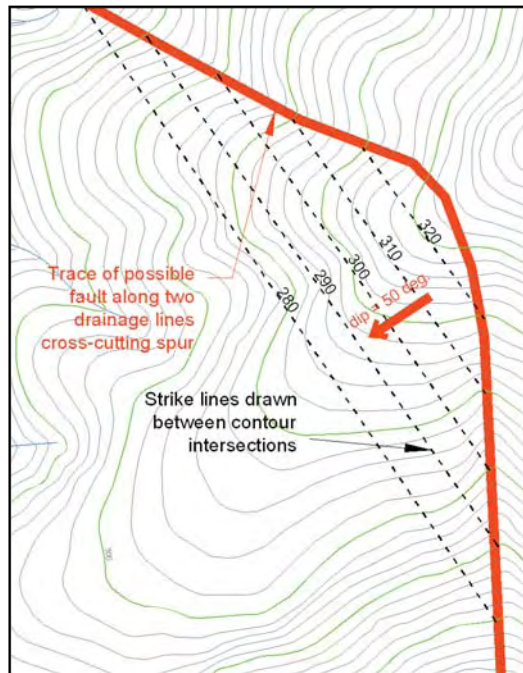 320
310
300
290
280
dip = 50 deg.
Trace of possible
fault along two
drainage lines
cross-cutting spur
Strike lines drawn
between contour
intersections